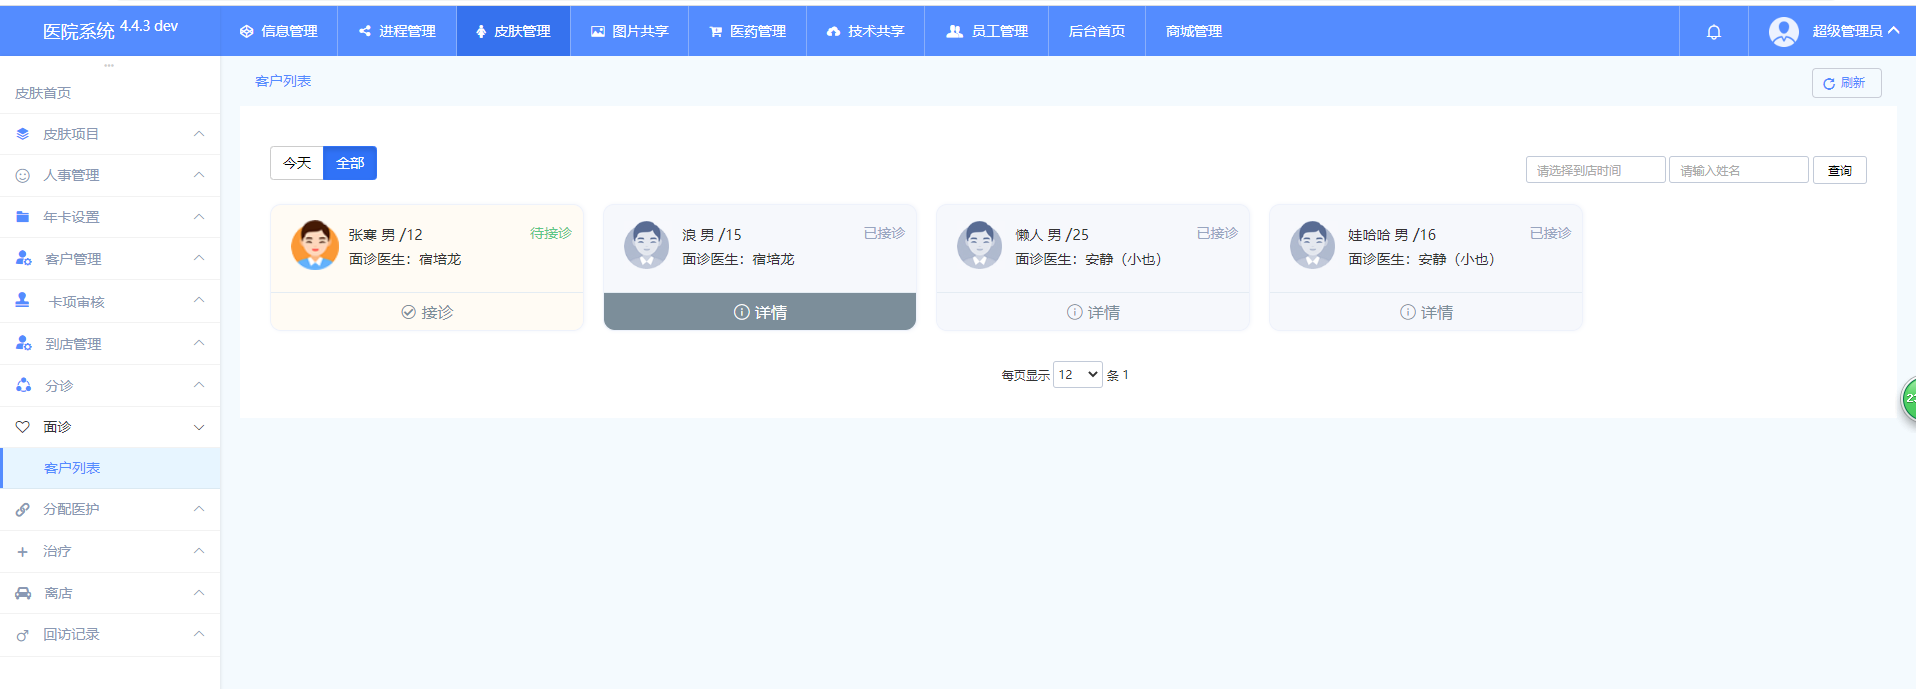 医院系统 4.4.3 dev
信息管理
进程管理
皮肤管理
图片共享
医药管理
技术共享
员工管理
后台首页
商城管理
超级管理员
皮肤首页
皮肤项目
人事管理
年卡设置
客户管理
卡项审核
到店管理
分诊
面诊
客户列表
分配医护
治疗
离店
回访记录
客户列表
刷新
今天
全部
请选择到店时间
请输入姓名
查询
张寒 男 /12
待接诊
面诊医生：宿培龙
接诊
浪 男 /15
已接诊
面诊医生：宿培龙
详情
懒人 男 /25
已接诊
面诊医生：安静（小也）
详情
娃哈哈 男 /16
已接诊
面诊医生：安静（小也）
详情
每页显示 12 条 1